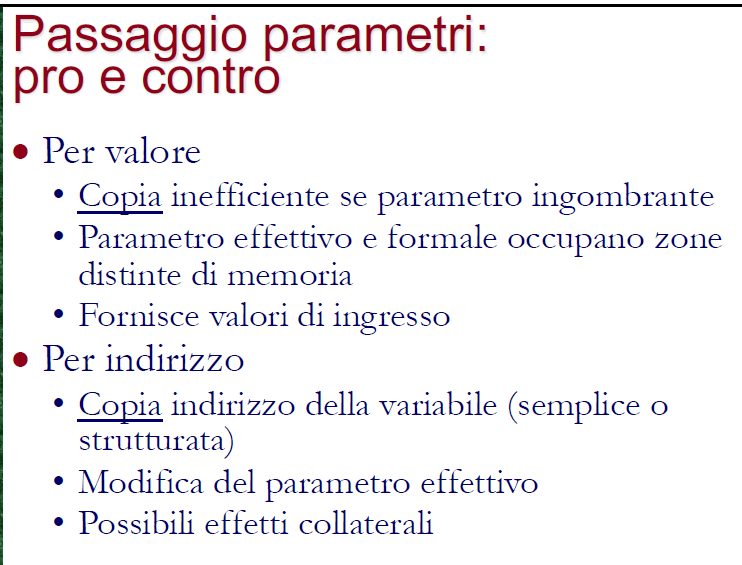 Passaggio parametri:
pro e contro
• Per valore
• Copia inefficiente se parametro ingombrante
• Parametro effettivo e formale occupano zone
distinte di memoria
• Fornisce valori di ingresso
• Per indirizzo
• Copia indirizzo della variabile (semplice o
strutturata)
• Modifica del parametro effettivo
• Possibili effetti collaterali